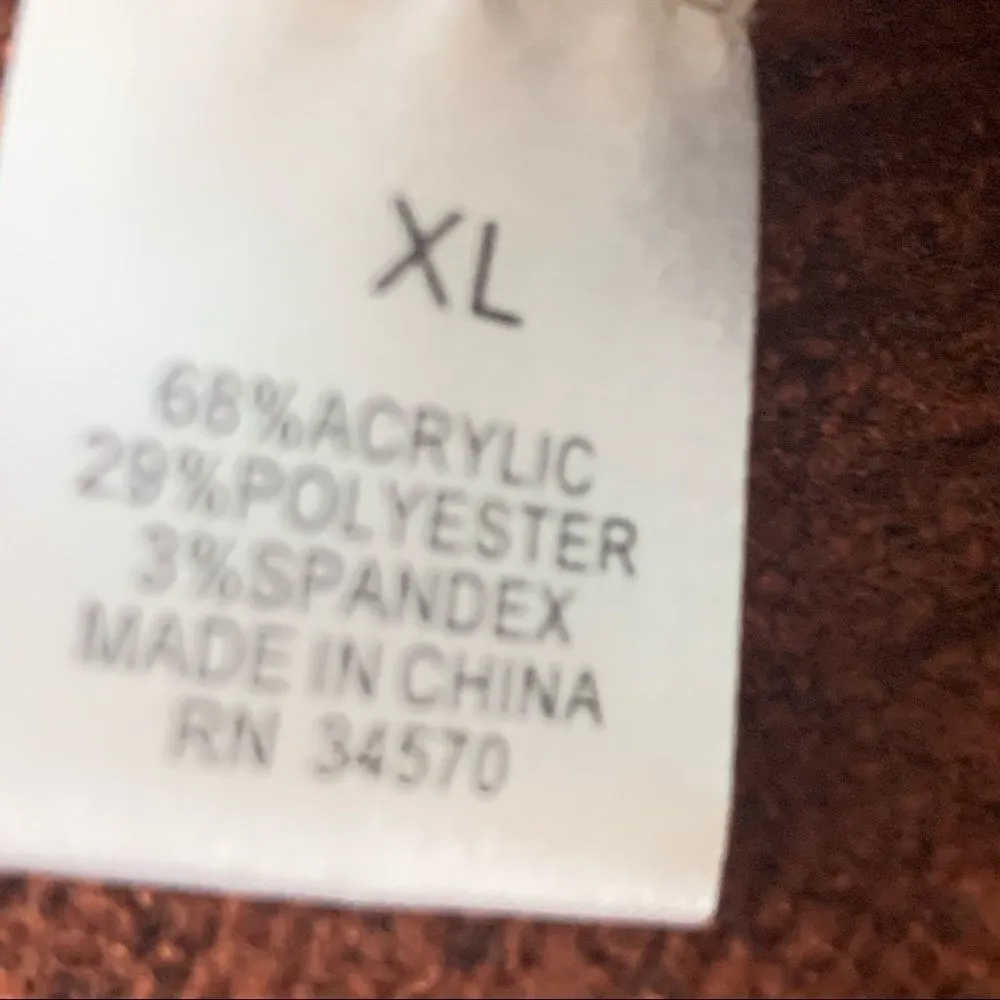 XL
68%ACRYLIC
29%POLYESTER
3%SPANDEX
MADE IN CHINA
RN 34570